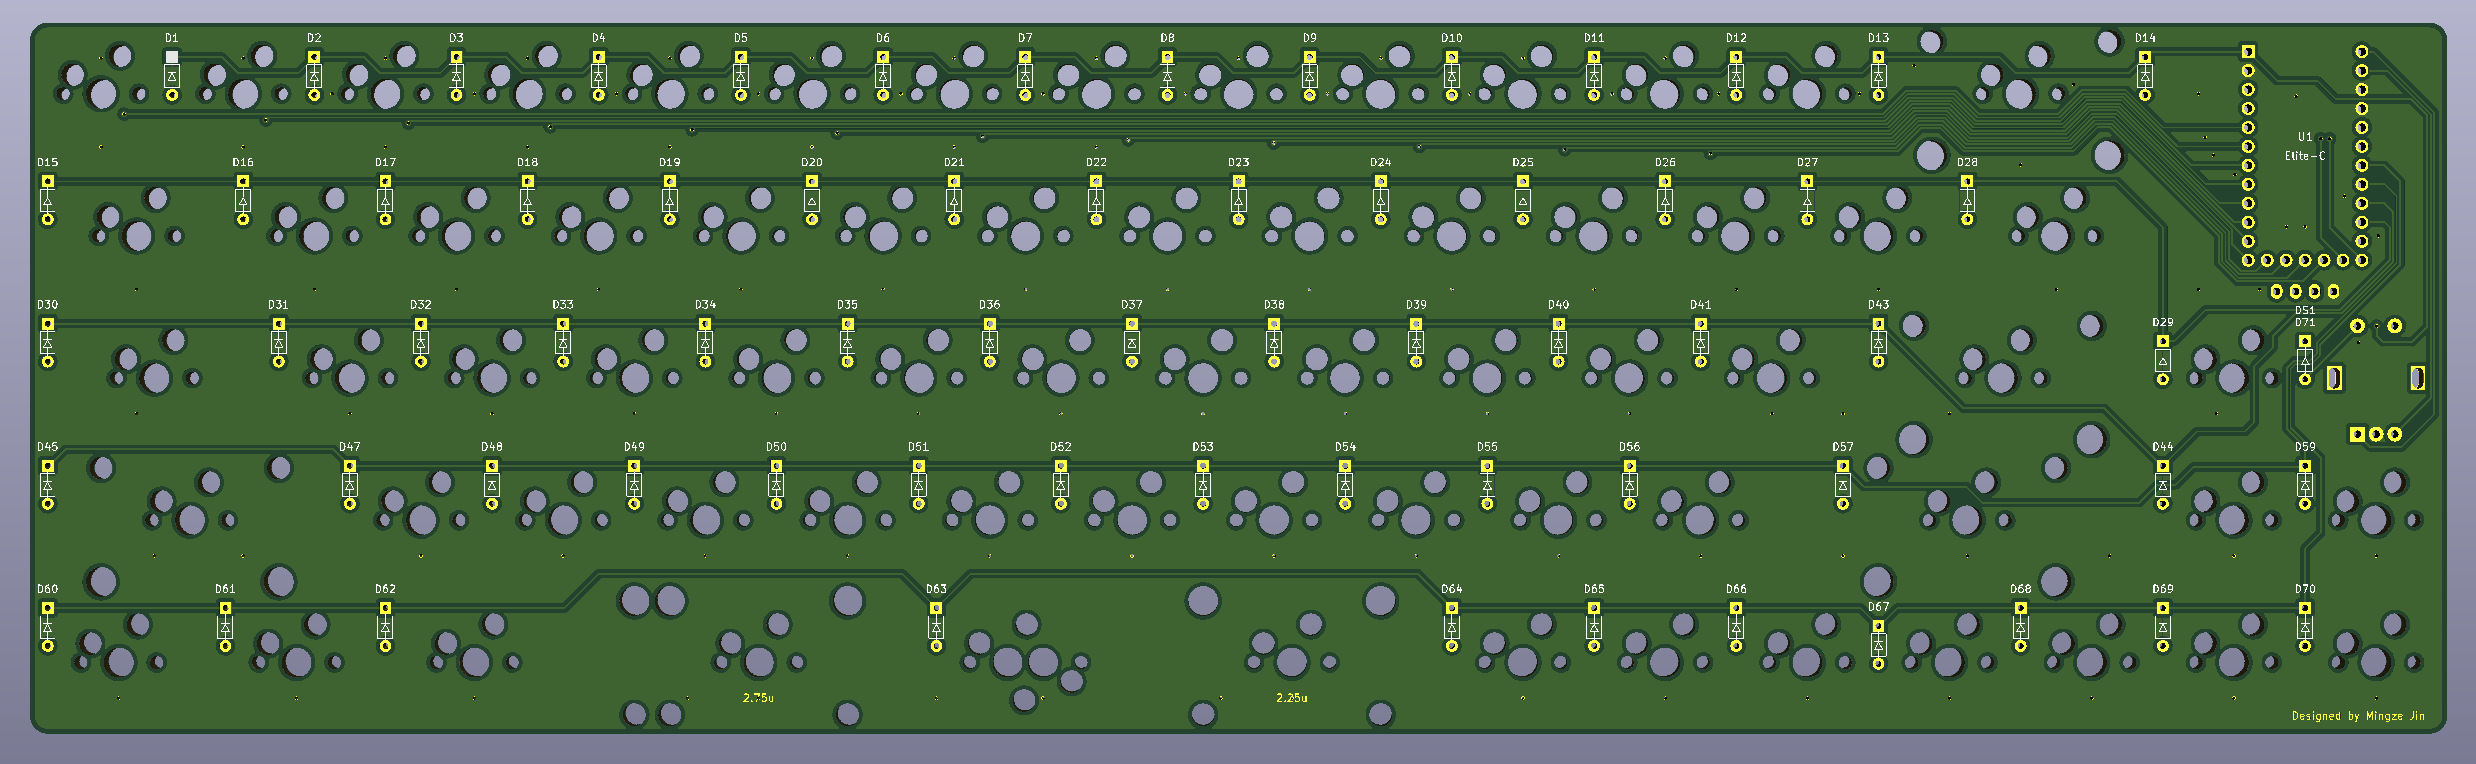 D1 D2 D3 D4 D5 D6 D7 D8 D9 D10 D11 D12 D13 D14
U1
Elite-C
D15 D16 D17 D18 D19 D20 D21 D22 D23 D24 D25 D26 D27 D28
D30 D31 D32 D33 D34 D35 D36 D37 D38 D39 D40 D41 D43
D51
D29 D71
D45 D47 D48 D49 D50 D51 D52 D53 D54 D55 D56 D57 D44 D59
D60 D61 D62 D63 D64 D65 D66 D68 D69 D70
D67
2.75u 2.25u
Designed by Mingze Jin